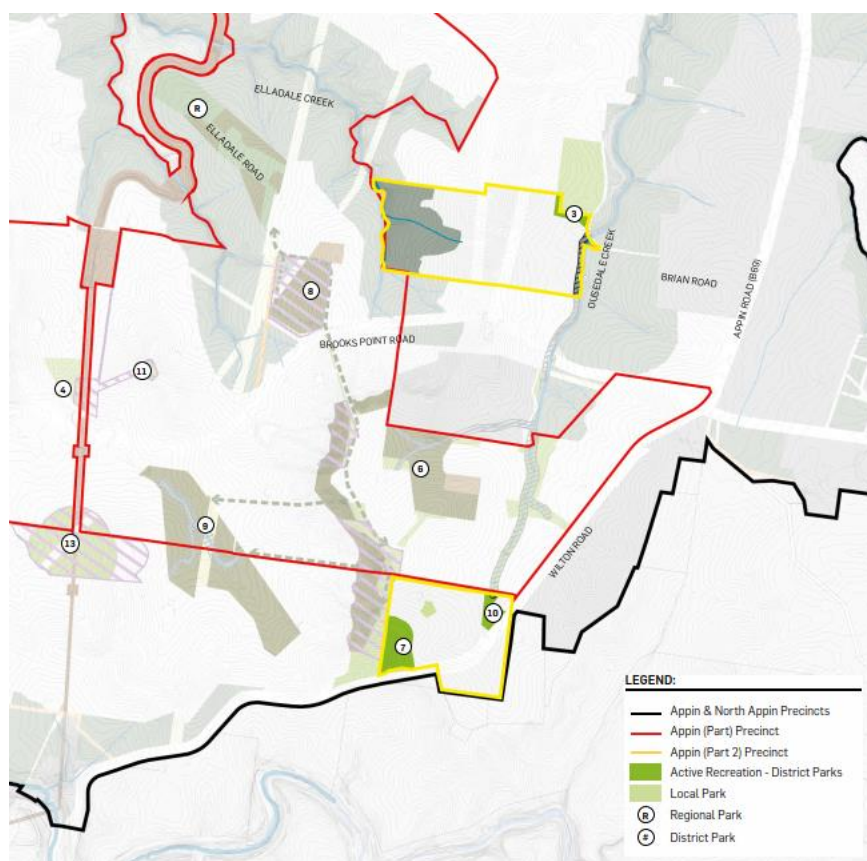 R
ELLADALE CREEK
ELLADALE ROAD
3
OUSEDALE CREEK
BRIAN ROAD
APPIN ROAD (B69)
8
BROOKS POINT ROAD
11
4
6
9
13
WILTON ROAD
10
7
LEGEND:
Appin & North Appin Precincts
Appin (Part) Precinct
Appin (Part 2) Precinct
Active Recreation - District Parks
Local Park
R Regional Park
# District Park